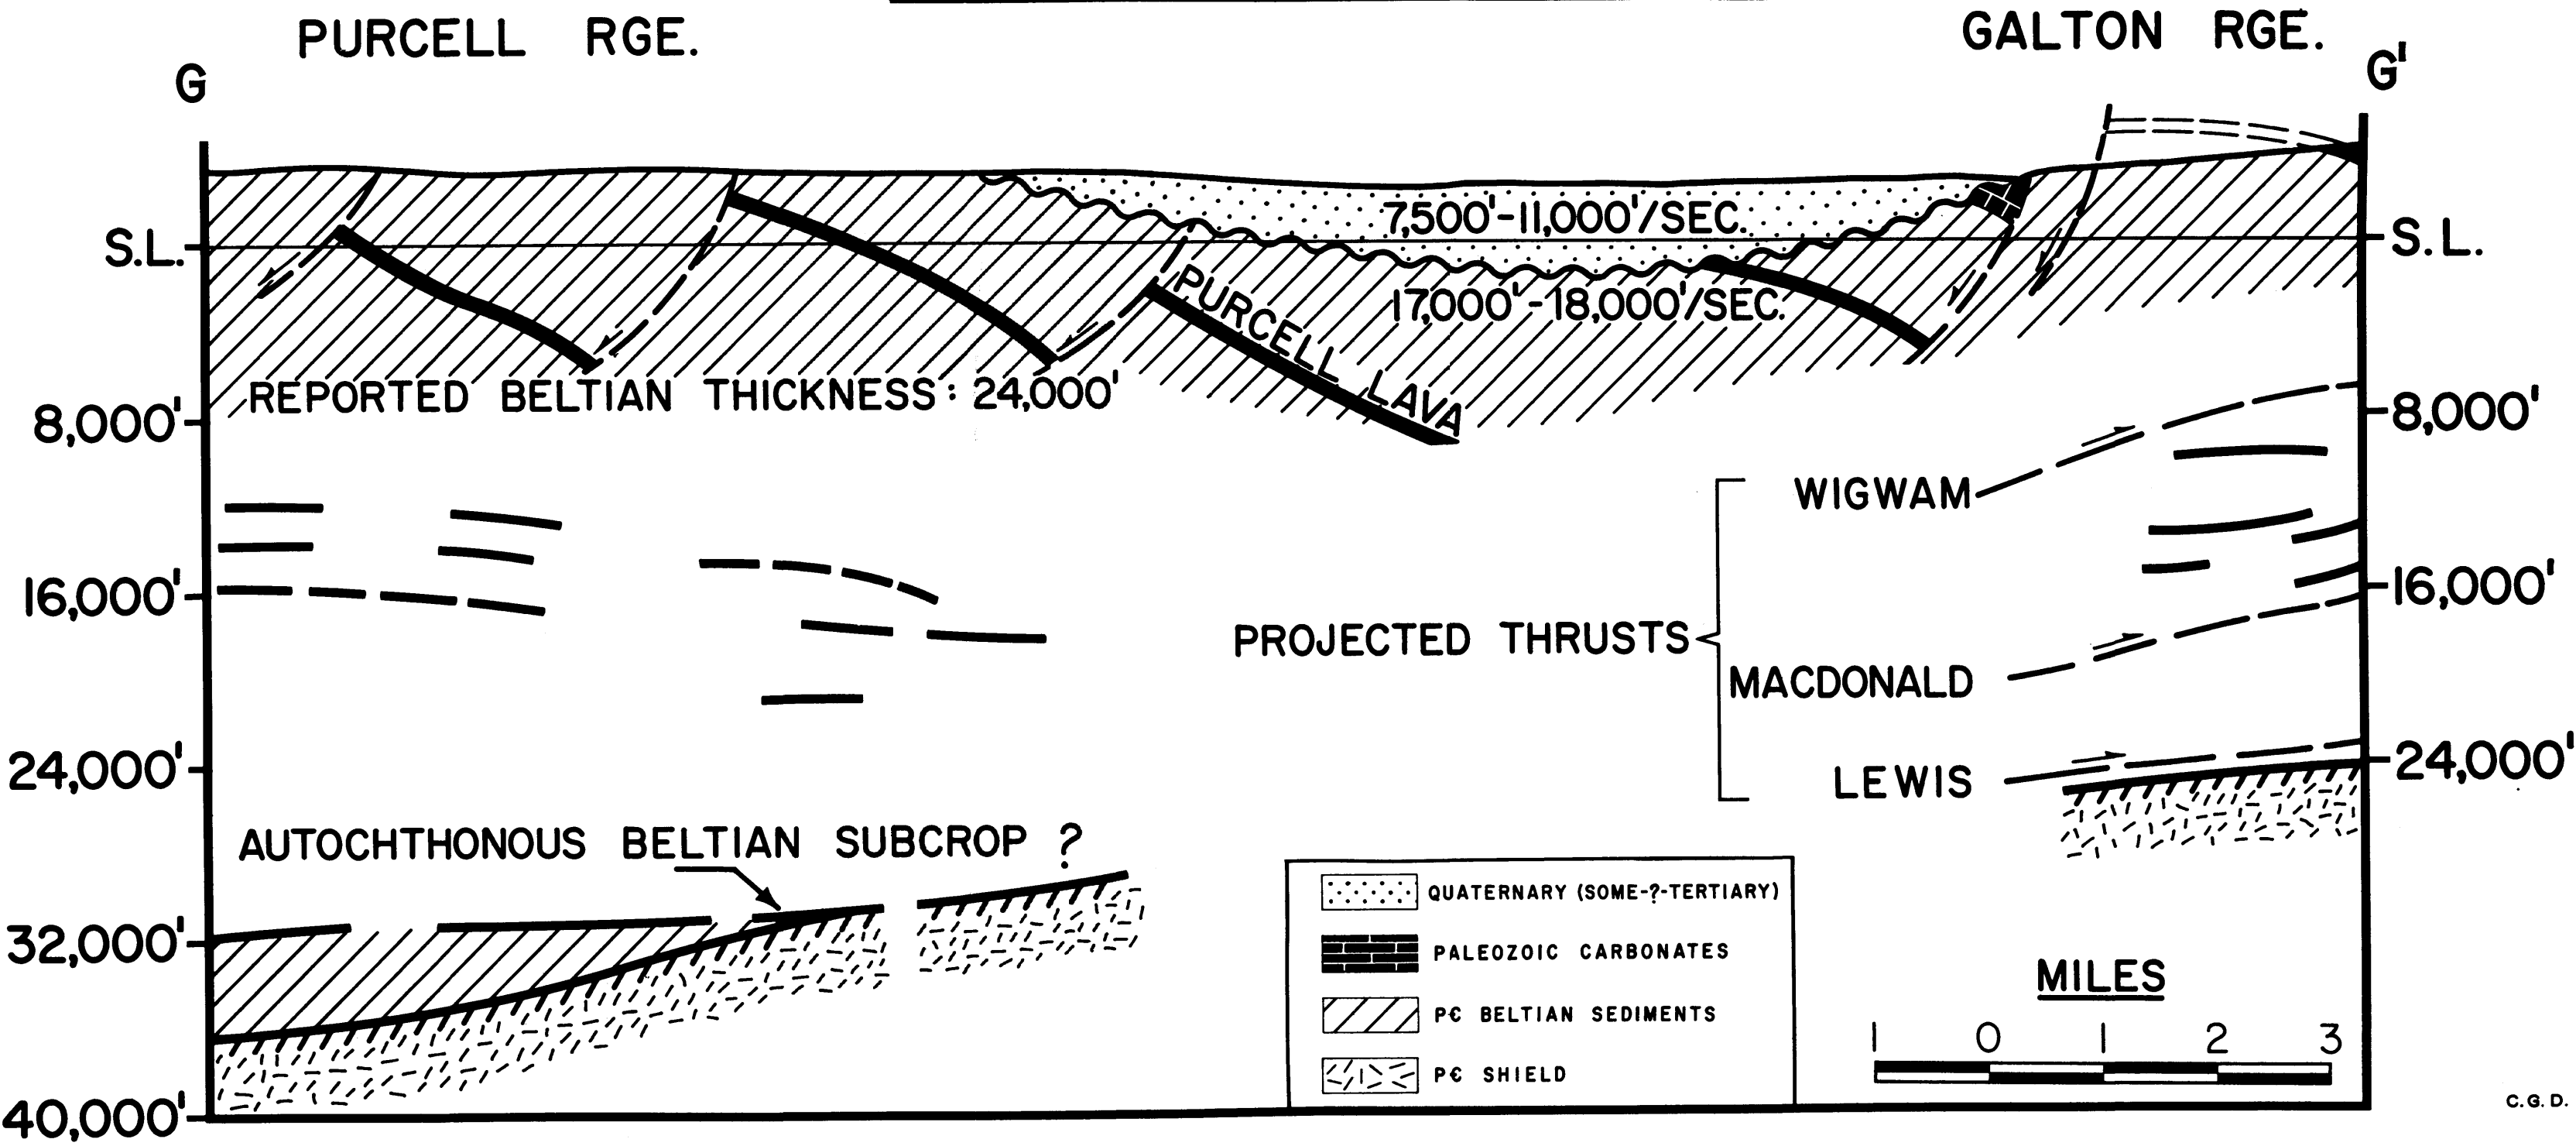 PURCELL RGE.
GALTON RGE.
G
G'
7,500'-11,000'/SEC.
S.L.
S.L.
17,000'-18,000'/SEC.
PURCELL LAVA
REPORTED BELTIAN THICKNESS: 24,000'
8,000'
8,000'
WIGWAM
16,000'
16,000'
PROJECTED THRUSTS
MACDONALD
24,000'
24,000'
LEWIS
AUTOCHTHONOUS BELTIAN SUBCROP ?
32,000'
40,000'
QUATERNARY (SOME-?-TERTIARY)
PALEOZOIC CARBONATES
PЄ BELTIAN SEDIMENTS
PЄ SHIELD
MILES
1 0 1 2 3
C.G.D.